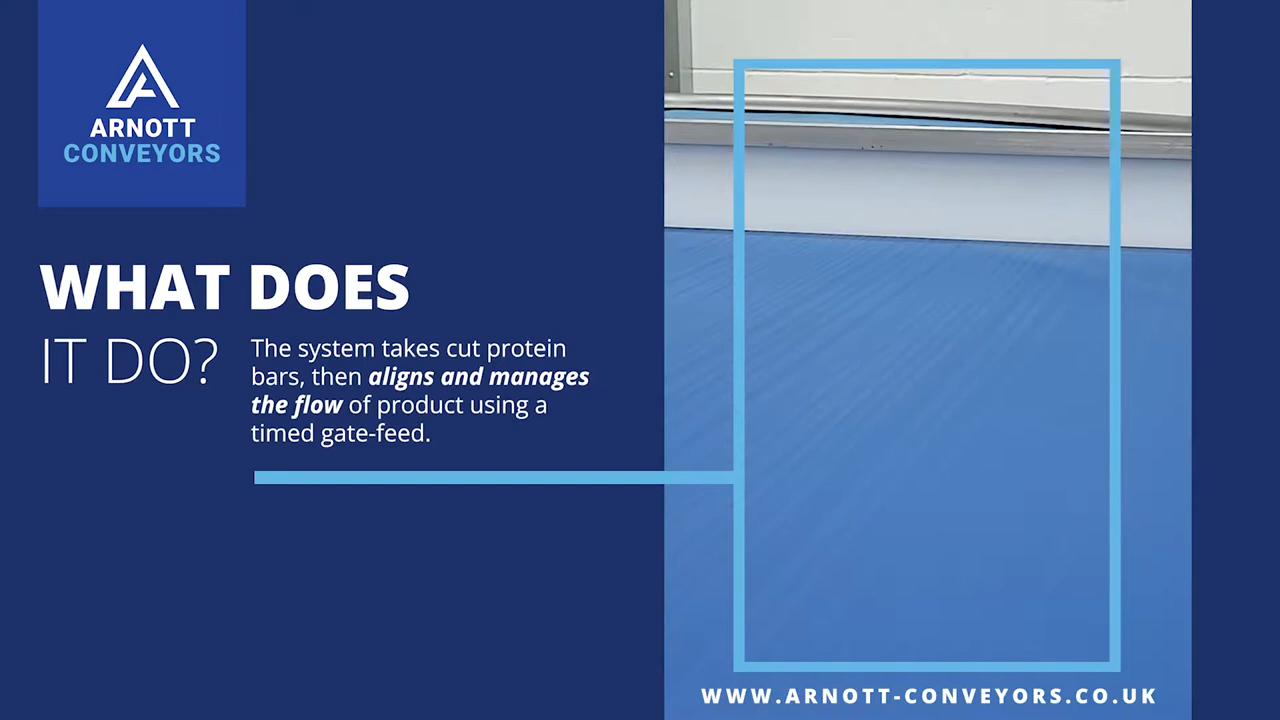 ARNOTT
CONVEYORS
WHAT DOES
IT DO?
The system takes cut protein
bars, then aligns and manages
the flow of product using a
timed gate-feed.
WWW.ARNOTT-CONVEYORS.CO.UK